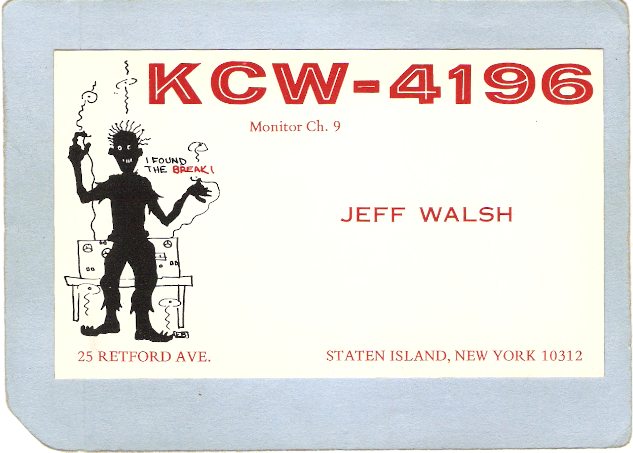 KCW-4196
Monitor Ch. 9
I FOUND
THE BREAK!
JEFF WALSH
25 RETFORD AVE.
STATEN ISLAND, NEW YORK 10312